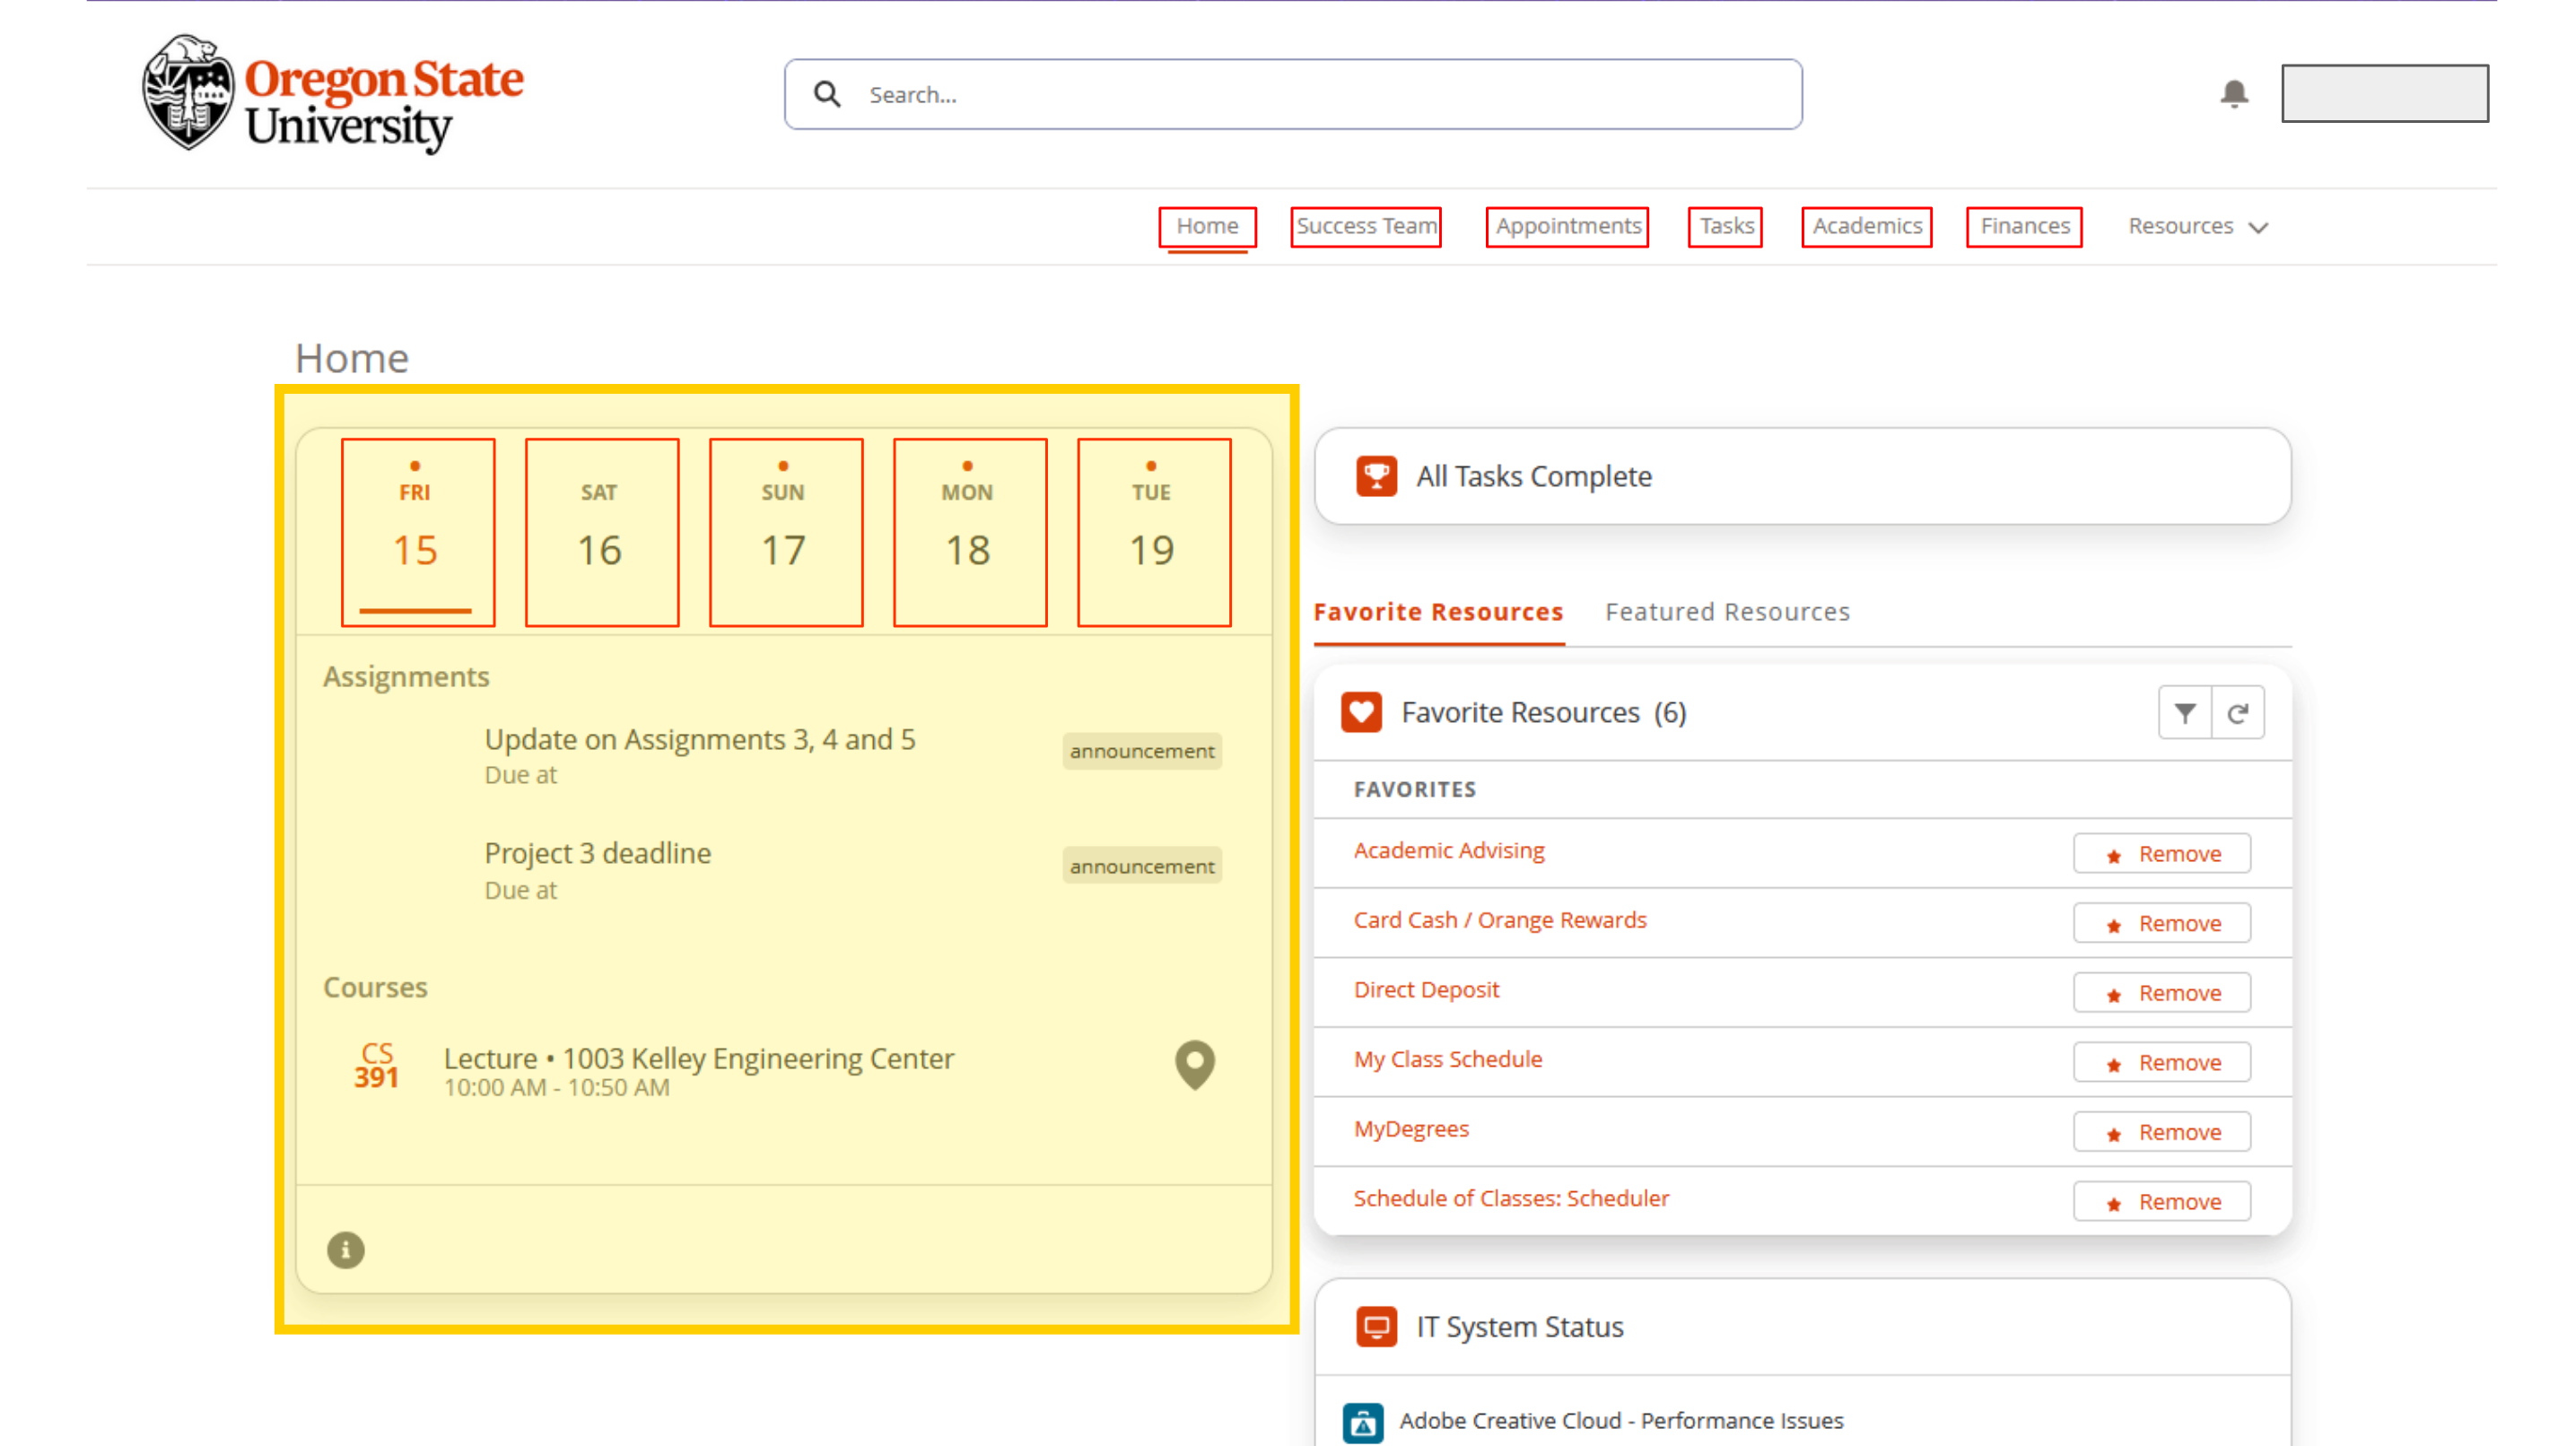 Oregon State
University
Search...
Home
Success Team
Appointments
Tasks
Academics
Finances
Resources
Home
FRI
SAT
SUN
MON
TUE
15
16
17
18
19
Assignments
Update on Assignments 3, 4 and 5
Due at
announcement
Project 3 deadline
Due at
announcement
Courses
CS
391
Lecture • 1003 Kelley Engineering Center
10:00 AM - 10:50 AM
All Tasks Complete
Favorite Resources
Featured Resources
Favorite Resources (6)
FAVORITES
Academic Advising
Remove
Card Cash / Orange Rewards
Remove
Direct Deposit
Remove
My Class Schedule
Remove
MyDegrees
Remove
Schedule of Classes: Scheduler
Remove
IT System Status
Adobe Creative Cloud - Performance Issues